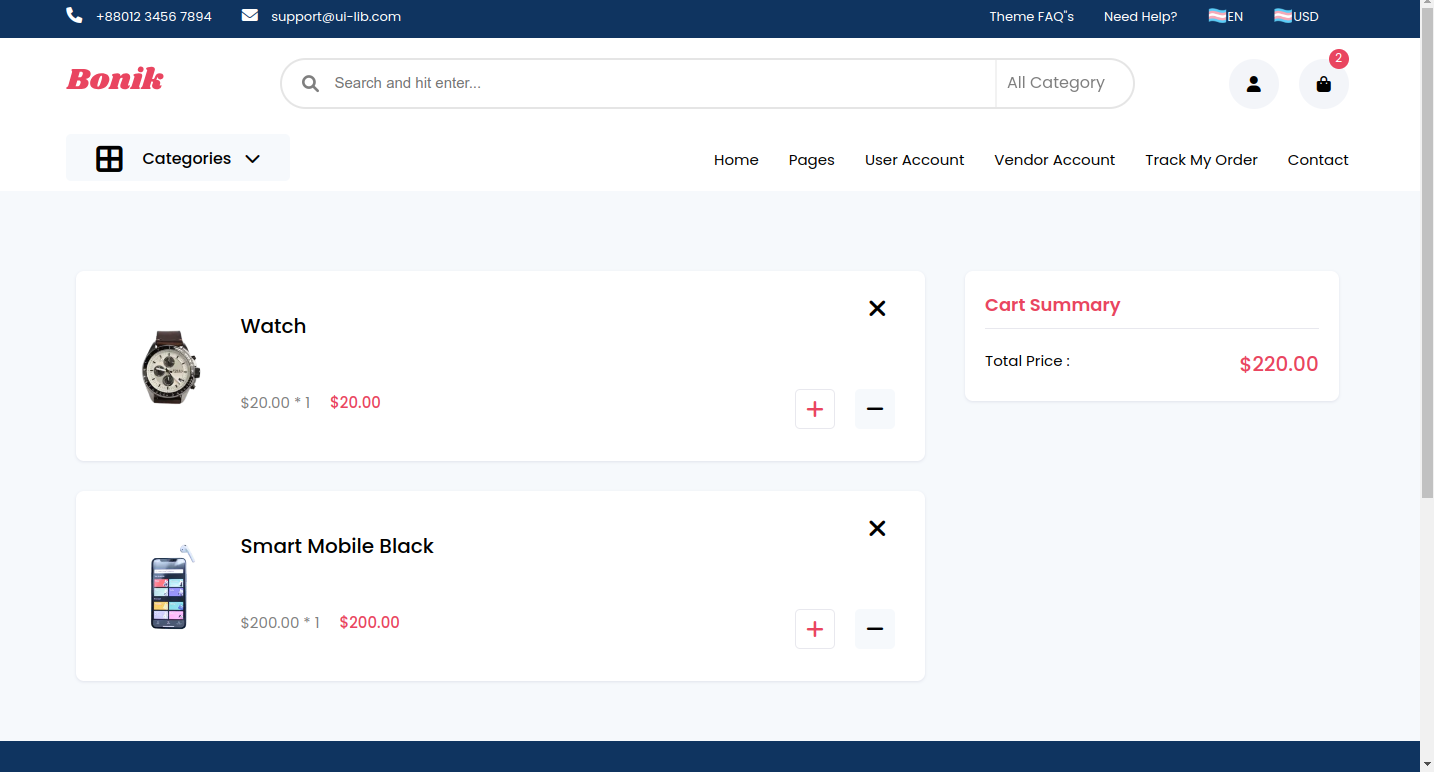 +88012 3456 7894 support@ui-lib.com Theme FAQ"s Need Help? EN USD
2
Bonik Search and hit enter... All Category
Categories Home Pages User Account Vendor Account Track My Order Contact
Watch
$20.00 * 1 $20.00
Smart Mobile Black
$200.00 * 1 $200.00
Cart Summary
Total Price : $220.00